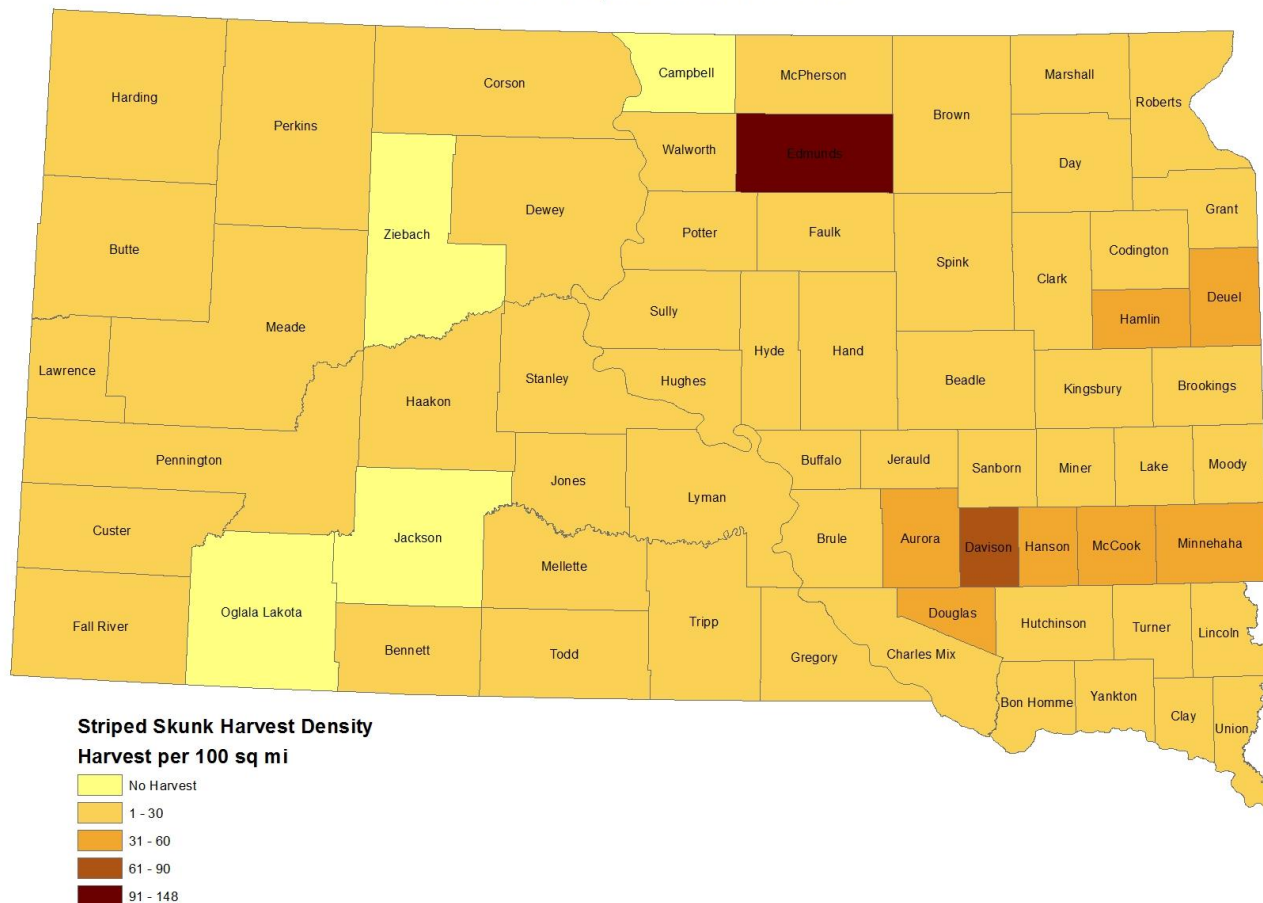 Campbell
McPherson
Marshall
Corson
Harding
Roberts
Brown
Perkins
Walworth
Edmunds
Day
Dewey
Grant
Ziebach
Potter
Faulk
Butte
Codington
Spink
Clark
Deuel
Sully
Hamlin
Meade
Hyde
Hand
Lawrence
Stanley
Hughes
Beadle
Kingsbury
Brookings
Haakon
Pennington
Buffalo
Jerauld
Sanborn
Miner
Lake
Moody
Jones
Lyman
Custer
Jackson
Brule
Aurora
Davison
Hanson
McCook
Minnehaha
Mellette
Oglala Lakota
Fall River
Douglas
Tripp
Hutchinson
Turner
Lincoln
Bennett
Todd
Gregory
Charles Mix
Bon Homme
Yankton
Clay
Union
Striped Skunk Harvest Density
Harvest per 100 sq mi
No Harvest
1 - 30
31 - 60
61 - 90
91 - 148